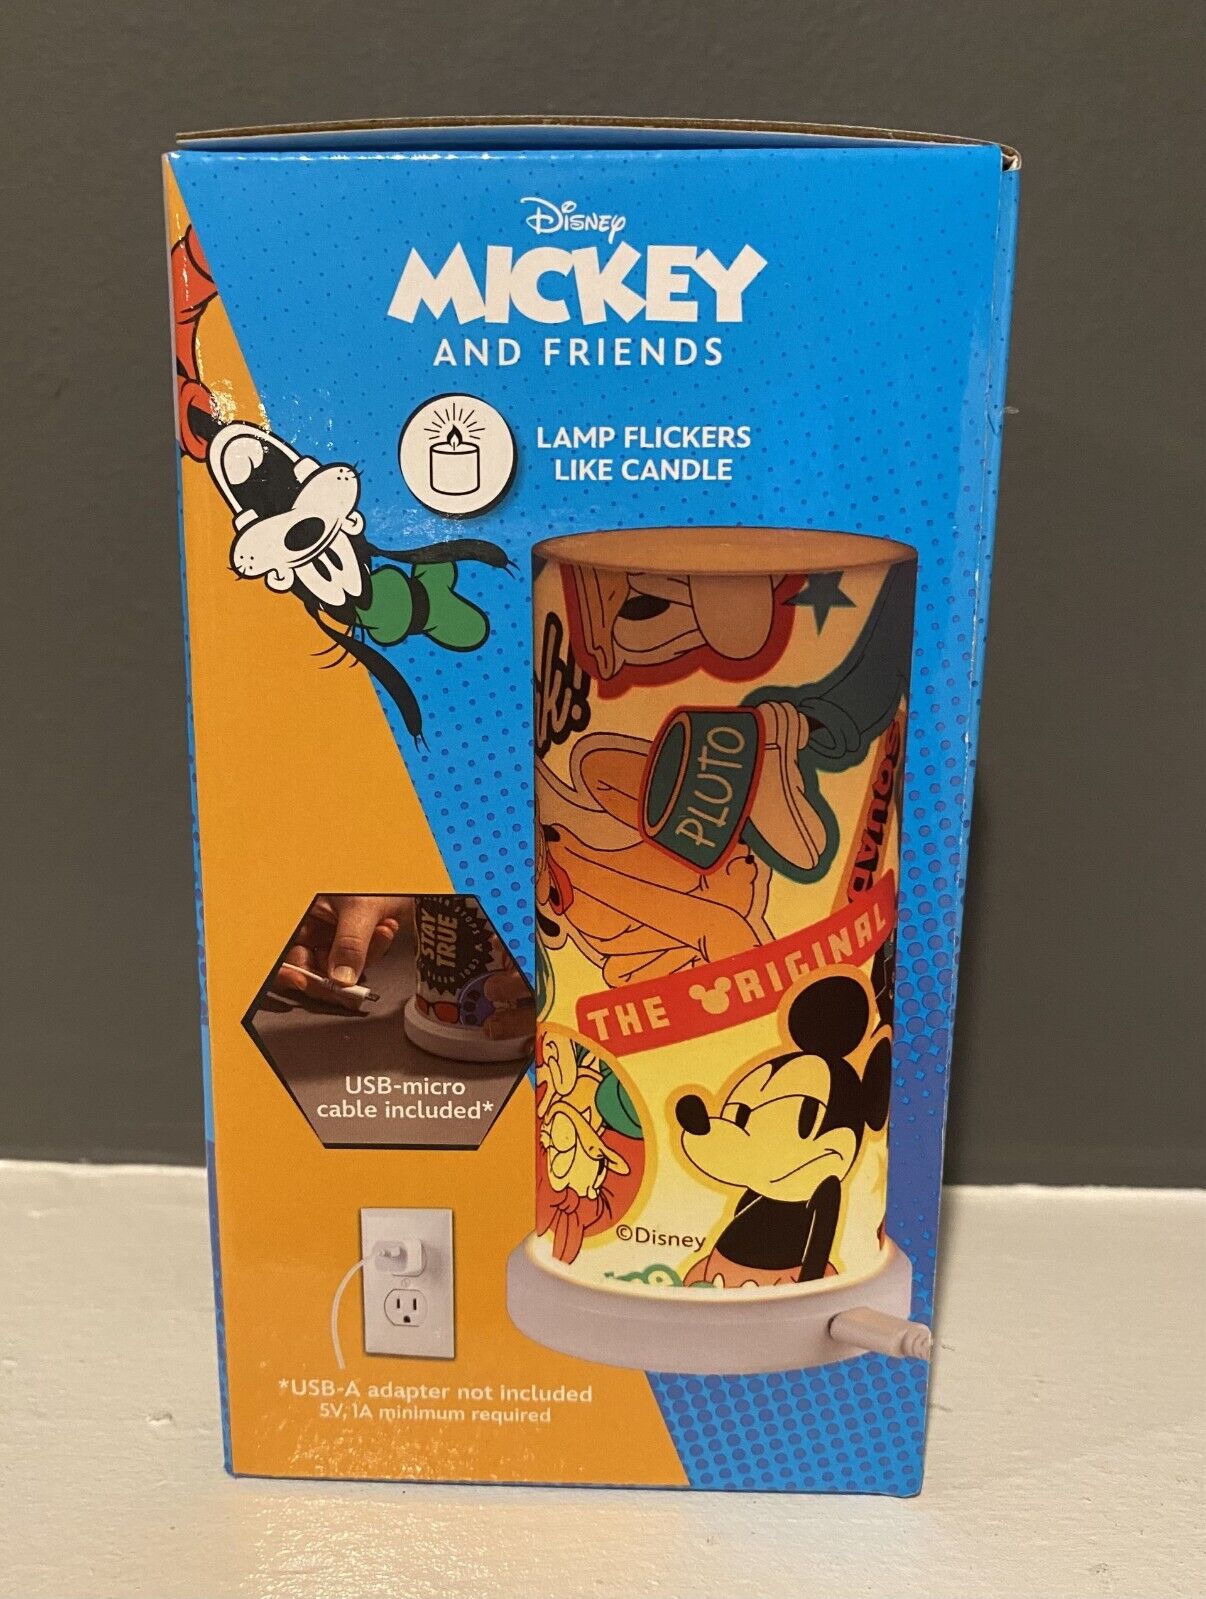 Disney
MICKEY
AND FRIENDS
LAMP FLICKERS
LIKE CANDLE
PLUTO
THE ORIGINAL
STAY
TRUE
USB-micro
cable included*
©Disney
*USB-A adapter not included
5V, 1A minimum required